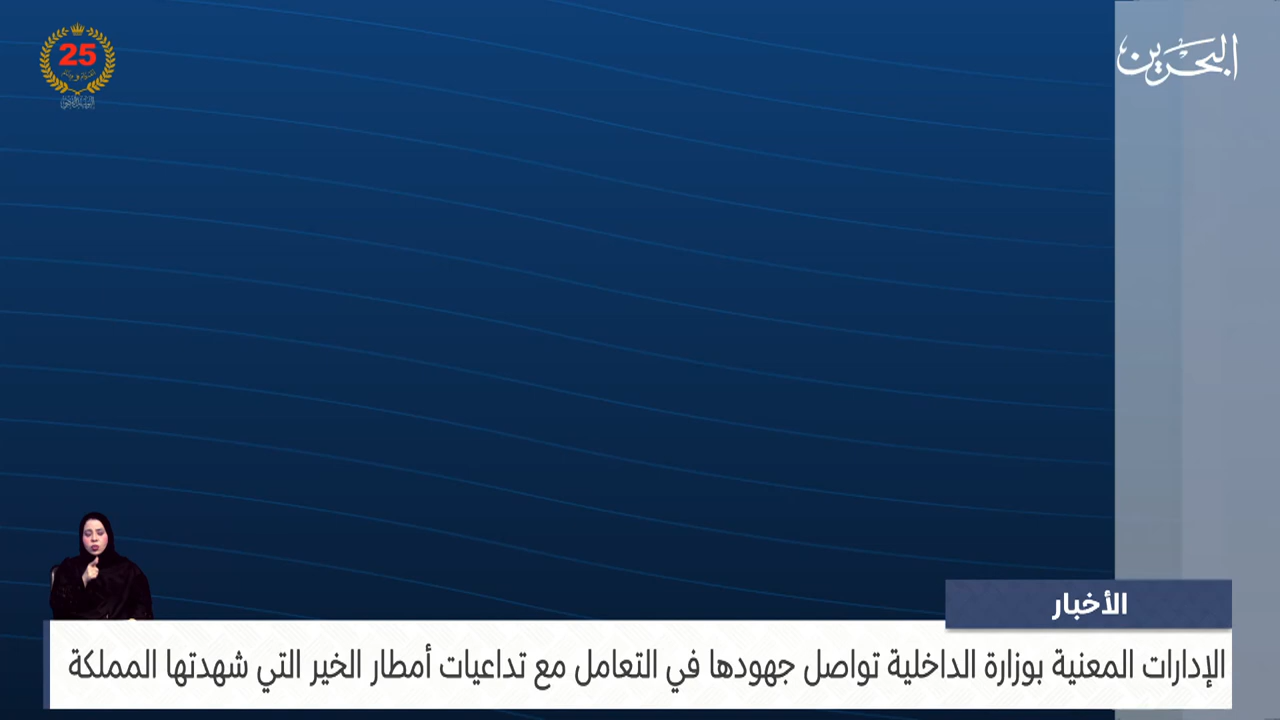 البحرين
25
الأخبار
الإدارات المعنية بوزارة الداخلية تواصل جهودها في التعامل مع تداعيات أمطار الخير التي شهدتها المملكة